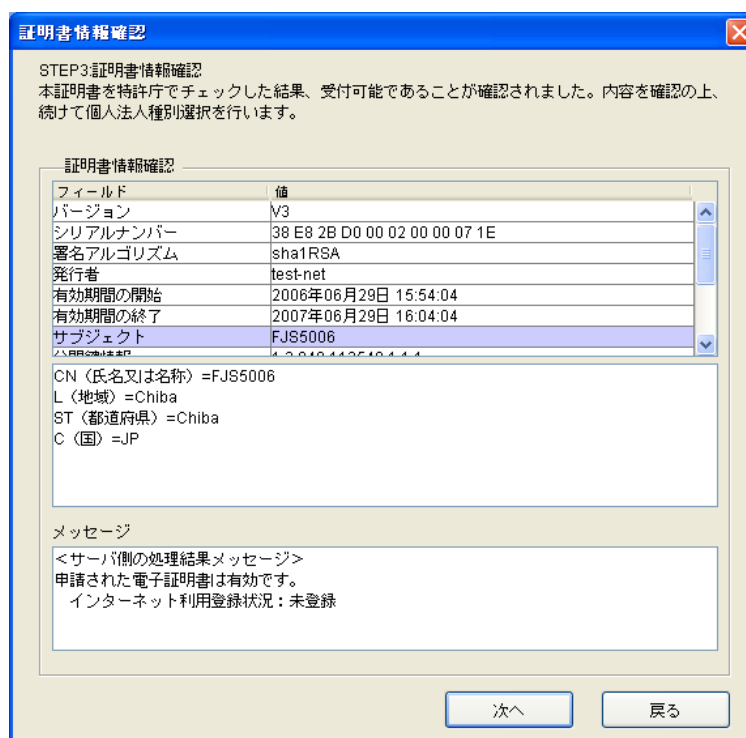 証明書情報確認
STEP3:証明書情報確認
本証明書を特許庁でチェックした結果、受付可能であることが確認されました。内容を確認の上、
続けて個人法人種別選択を行います。
証明書情報確認
フィールド 値
バージョン V3
シリアルナンバー 38 E8 2B D0 00 02 00 00 07 1E
署名アルゴリズム sha1RSA
発行者 test-net
有効期間の開始 2006年06月29日 15:54:04
有効期間の終了 2007年06月29日 16:04:04
サブジェクト FJS5006
CN（氏名又は名称）=FJS5006
L（地域）=Chiba
ST（都道府県）=Chiba
C（国）=JP
メッセージ
＜サーバ側の処理結果メッセージ＞
申請された電子証明書は有効です。
インターネット利用登録状況：未登録
次へ 戻る